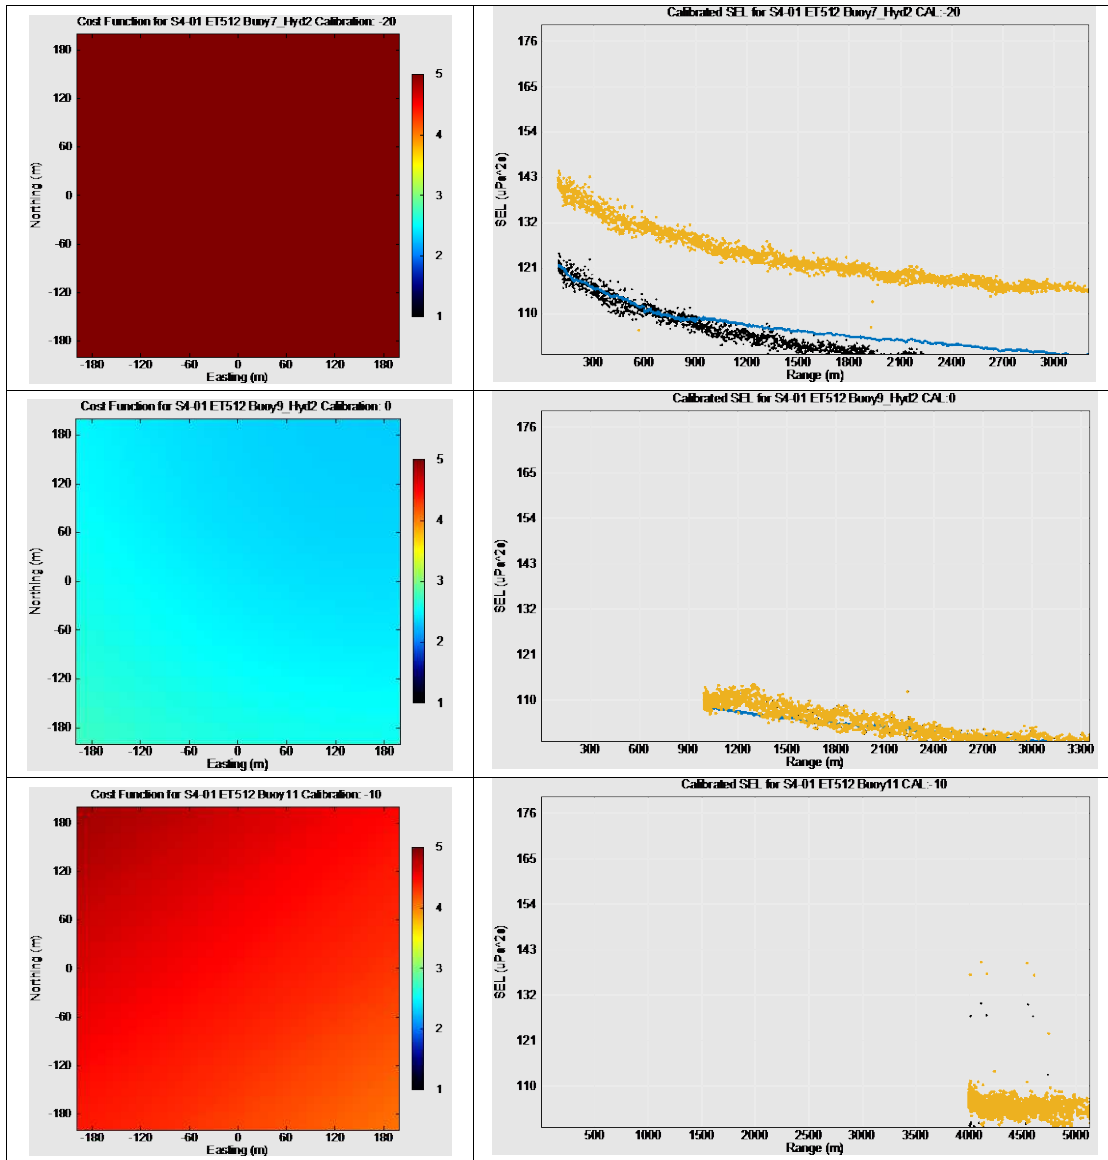 Cost Function for S4-01 ET512 Buoy7_Hyd2 Calibration: -20
180
120
60
0
-60
-120
-180
Northing (m)
-180 -120 -60 0 60 120 180
Easting (m)
5
4
3
2
1
Calibrated SEL for S4-01 ET512 Buoy7_Hyd2 CAL:-20
176
165
154
143
132
121
110
SEL (uPa^2s)
300 600 900 1200 1500 1800 2100 2400 2700 3000
Range (m)
Cost Function for S4-01 ET512 Buoy9_Hyd2 Calibration: 0
180
120
60
0
-60
-120
-180
Northing (m)
-180 -120 -60 0 60 120 180
Easting (m)
5
4
3
2
1
Calibrated SEL for S4-01 ET512 Buoy9_Hyd2 CAL:0
176
165
154
143
132
121
110
SEL (uPa^2s)
300 600 900 1200 1500 1800 2100 2400 2700 3000 3300
Range (m)
Cost Function for S4-01 ET512 Buoy11 Calibration: -10
180
120
60
0
-60
-120
-180
Northing (m)
-180 -120 -60 0 60 120 180
Easting (m)
5
4
3
2
1
Calibrated SEL for S4-01 ET512 Buoy11 CAL:-10
176
165
154
143
132
121
110
SEL (uPa^2s)
500 1000 1500 2000 2500 3000 3500 4000 4500 5000
Range (m)